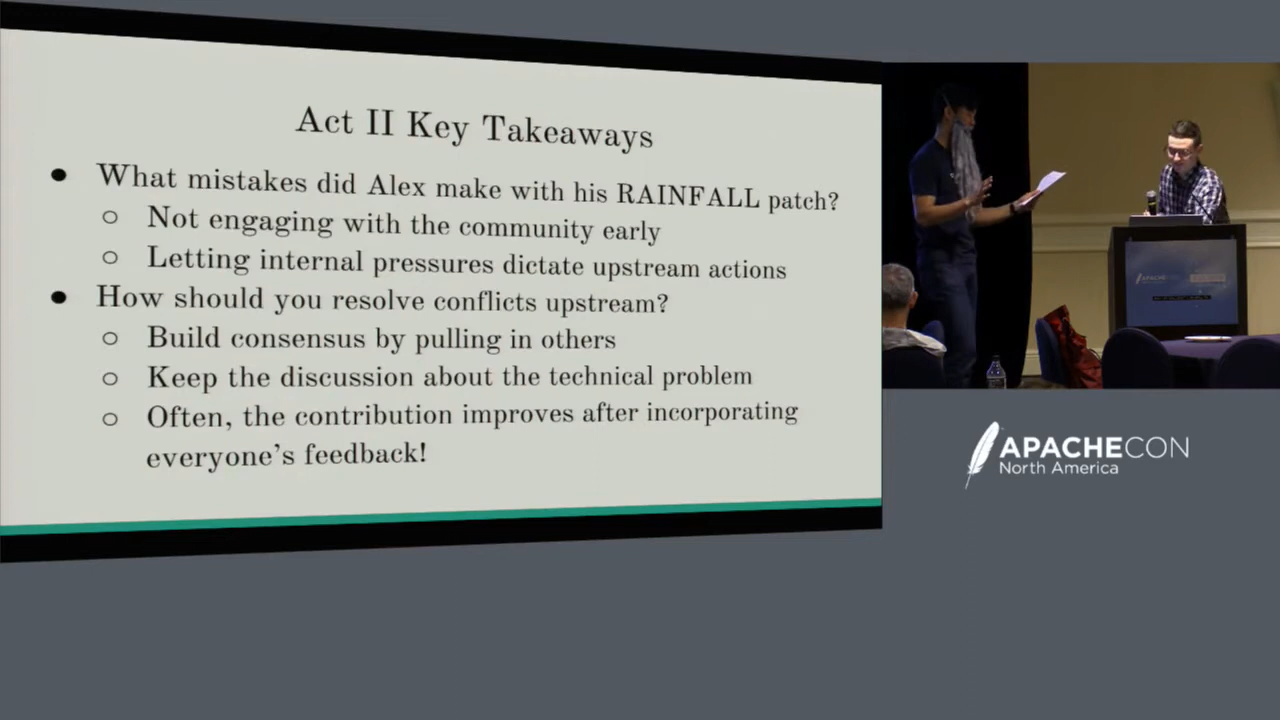 Act II Key Takeaways
● What mistakes did Alex make with his RAINFALL patch?
○ Not engaging with the community early
○ Letting internal pressures dictate upstream actions
● How should you resolve conflicts upstream?
○ Build consensus by pulling in others
○ Keep the discussion about the technical problem
○ Often, the contribution improves after incorporating
everyone’s feedback!
APACHECON
North America